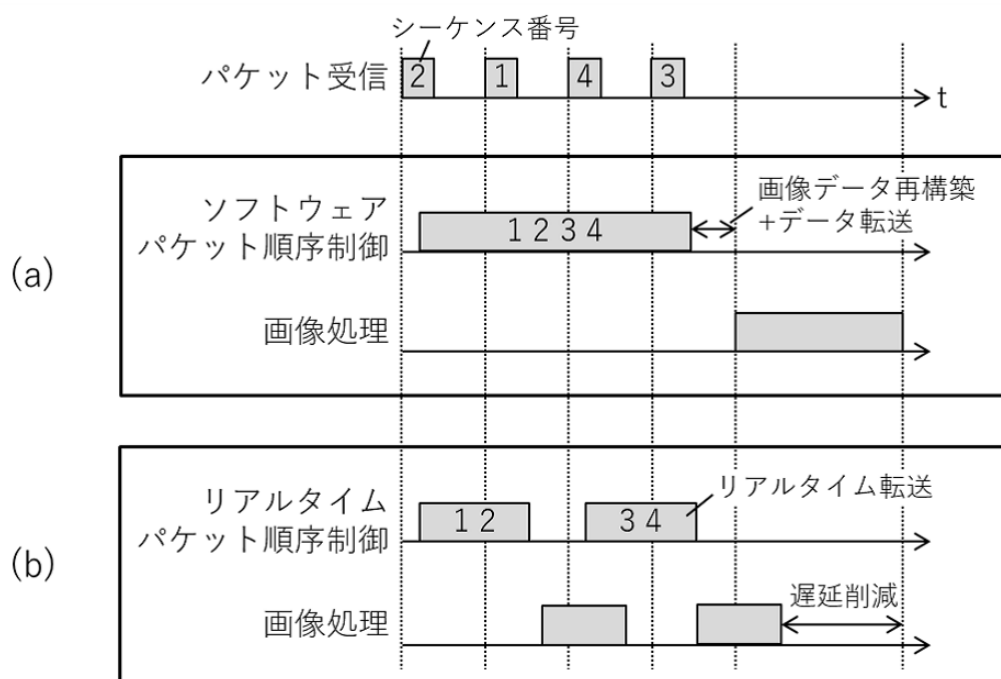 シーケンス番号
パケット受信
2
1
4
3
t
(a)
ソフトウェア
パケット順序制御
1 2 3 4
画像データ再構築
+データ転送
画像処理
(b)
リアルタイム
パケット順序制御
1 2
3 4
リアルタイム転送
画像処理
遅延削減